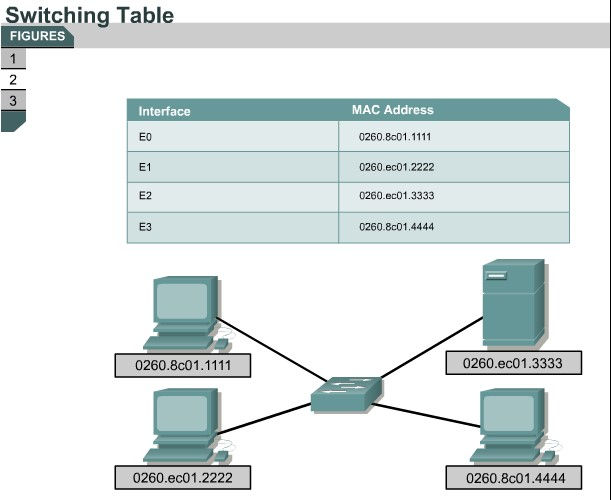 Switching Table
FIGURES
1
2
3
Interface MAC Address
E0 0260.8c01.1111
E1 0260.ec01.2222
E2 0260.ec01.3333
E3 0260.8c01.4444
0260.8c01.1111
0260.ec01.3333
0260.ec01.2222
0260.8c01.4444